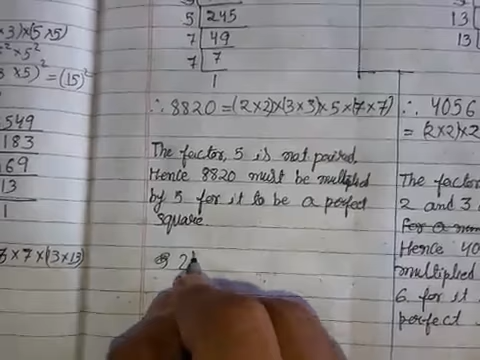 ×3)×(5×5)
²×5²
3 ×5)² = (15)²
549
183
169
13
1
3 × 7 × (13×13)
5 | 245
7 | 49
7 | 7
1
∴ 8820 = (2×2)×(3×3)×5×(7×7)
The factor, 5 is not paired.
Hence 8820 must be multiplied
by 5 for it to be a perfect
square
2
13
13
∴ 4056
= (2×2)×2
The factor
2 and 3
Hence 40
multiplied
6. for it
perfect